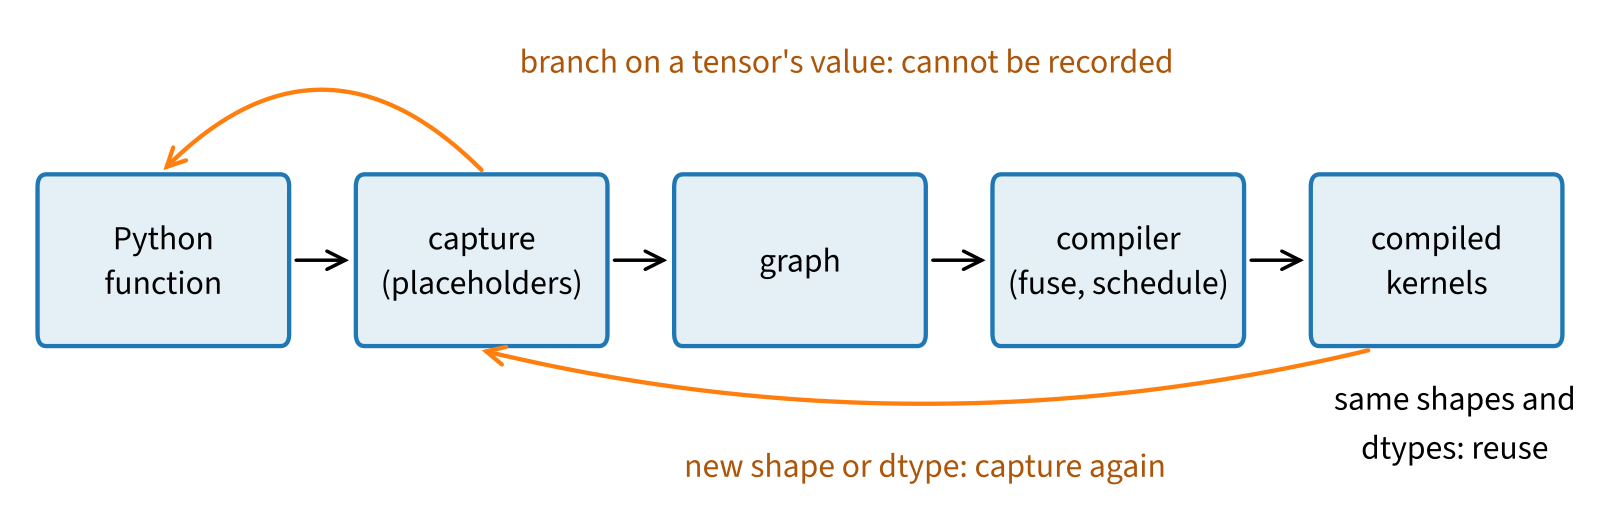 branch on a tensor's value: cannot be recorded
Python
function
capture
(placeholders)
graph
compiler
(fuse, schedule)
compiled
kernels
same shapes and
dtypes: reuse
new shape or dtype: capture again